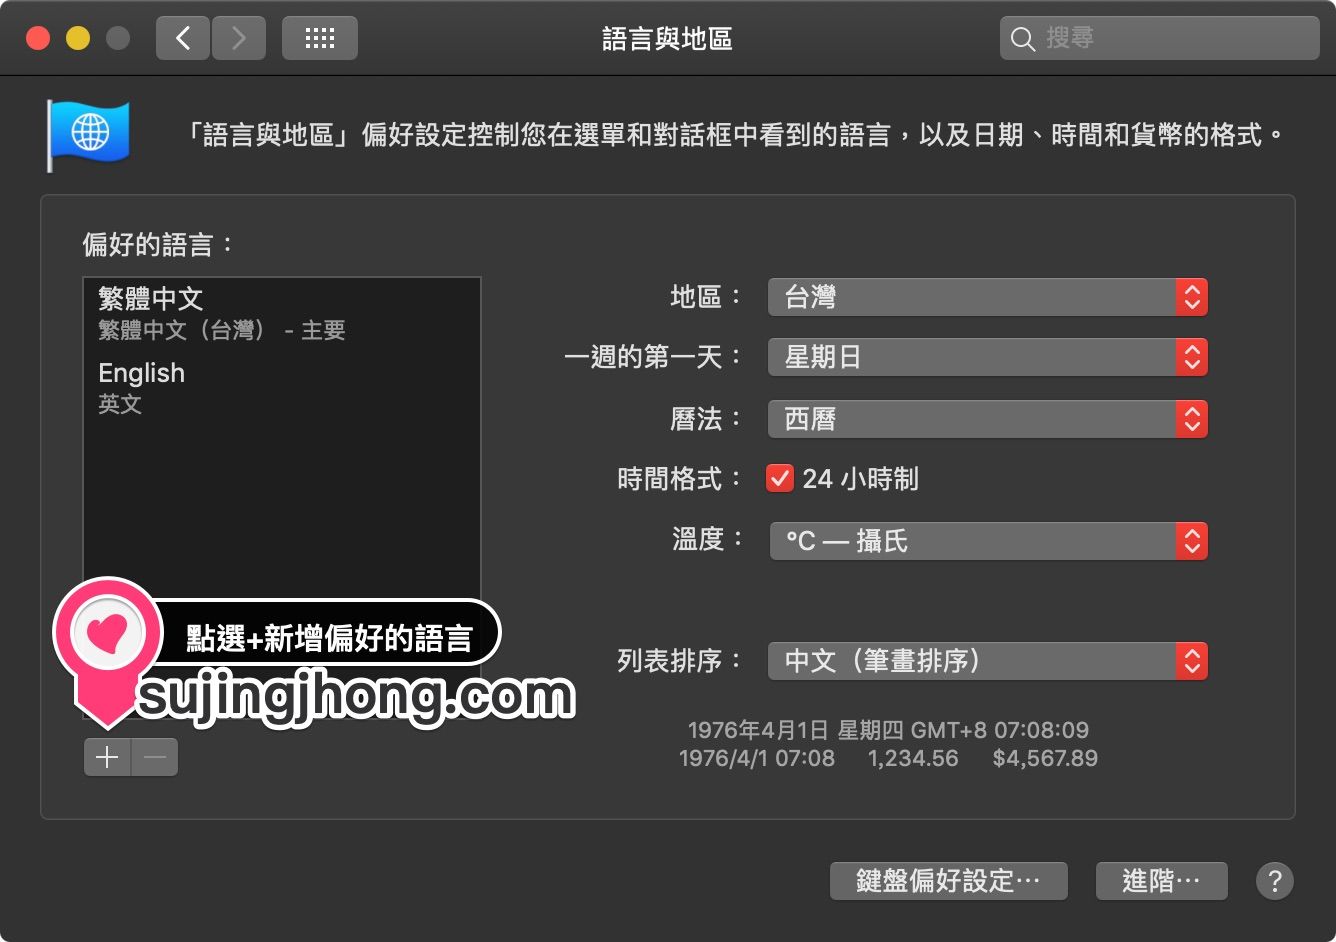 語言與地區
搜尋
「語言與地區」偏好設定控制您在選單和對話框中看到的語言，以及日期、時間和貨幣的格式。
偏好的語言：
繁體中文
繁體中文（台灣） - 主要
English
英文
地區： 台灣
一週的第一天： 星期日
曆法： 西曆
時間格式： 24 小時制
溫度： °C — 攝氏
點選+新增偏好的語言
sujingjhong.com
列表排序： 中文（筆畫排序）
1976年4月1日 星期四 GMT+8 07:08:09
1976/4/1 07:08 1,234.56 $4,567.89
鍵盤偏好設定⋯
進階⋯
?